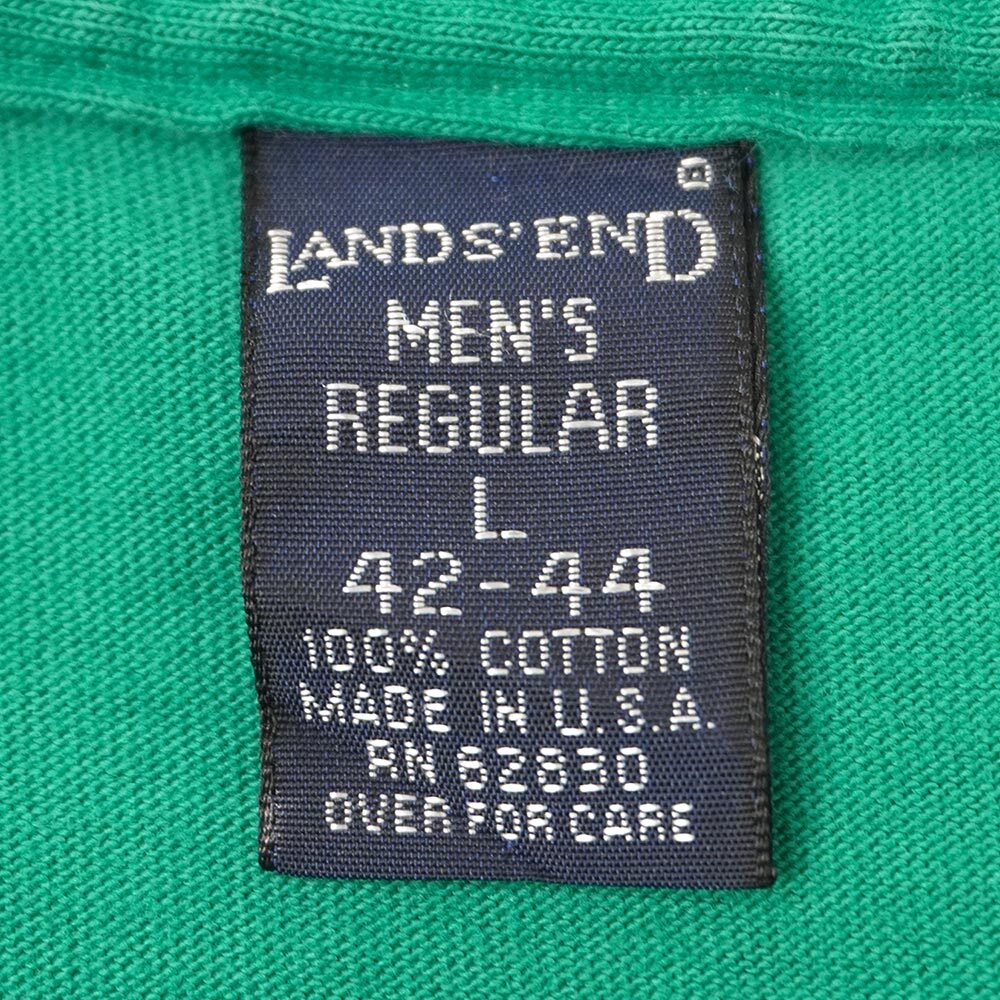 LANDS' END ®
MEN'S
REGULAR
L
42-44
100% COTTON
MADE IN U.S.A.
RN 62830
OVER FOR CARE